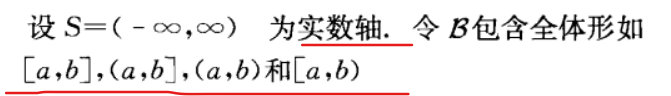 设 S=(-∞,∞) 为实数轴. 令 ℬ包含全体形如
[a,b],(a,b],(a,b)和[a,b)